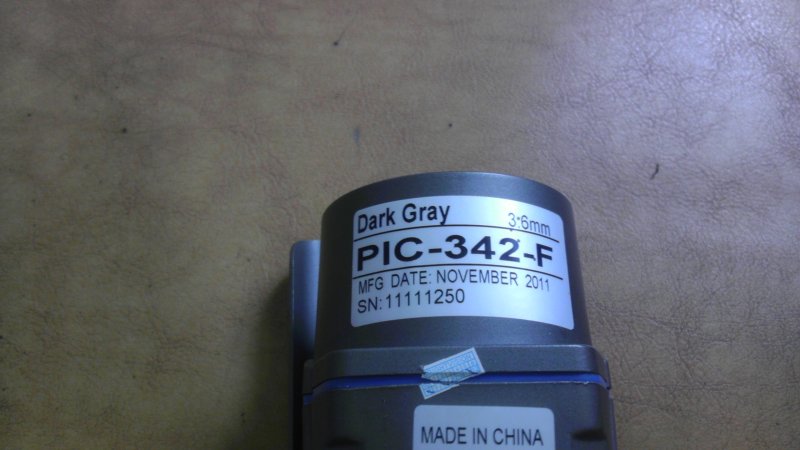 Dark Gray 3.6mm
PIC-342-F
MFG DATE: NOVEMBER 2011
SN: 11111250
MADE IN CHINA